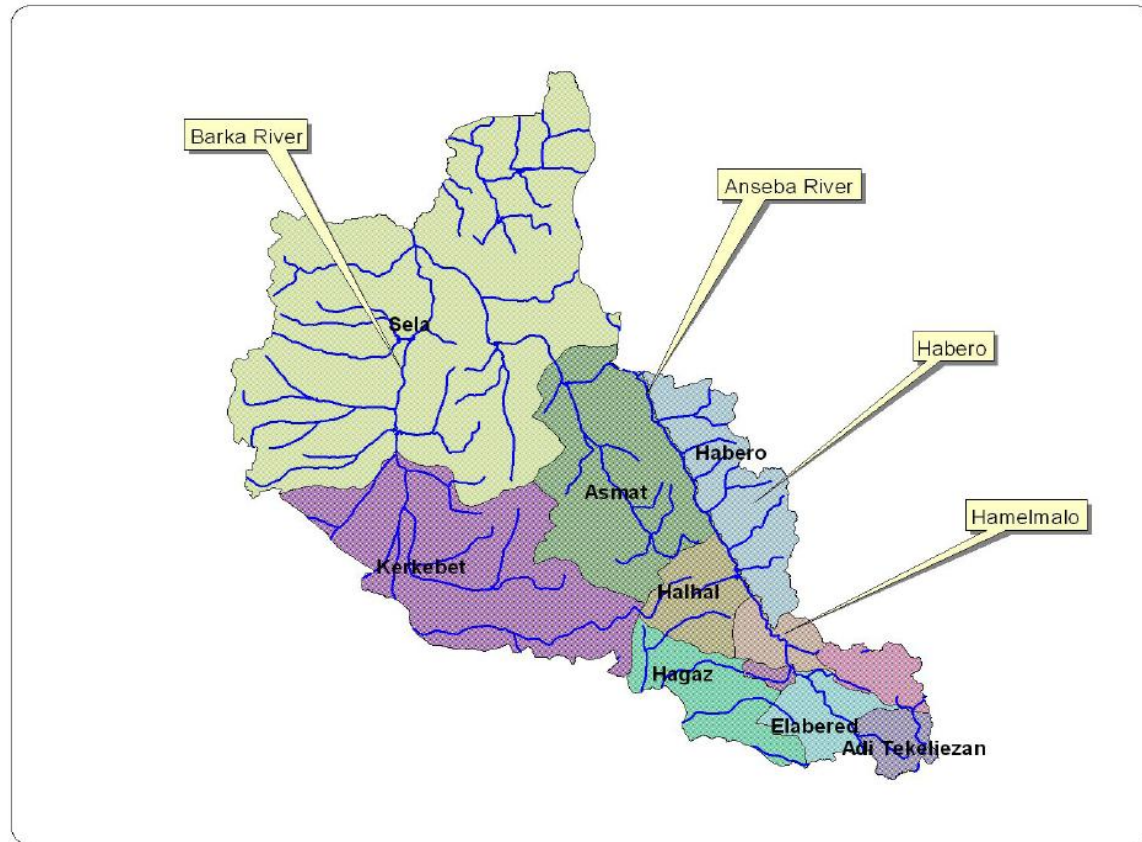 Barka River
Anseba River
Sela
Habero
Habero
Asmat
Hamelmalo
Kerkebet
Halhal
Hagaz
Elabered
Adi Tekeliezan